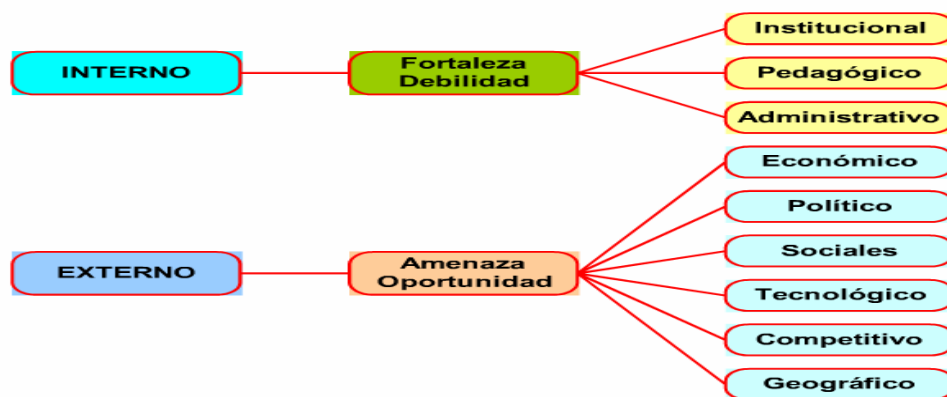 INTERNO
Fortaleza
Debilidad
Institucional
Pedagógico
Administrativo
EXTERNO
Amenaza
Oportunidad
Económico
Político
Sociales
Tecnológico
Competitivo
Geográfico